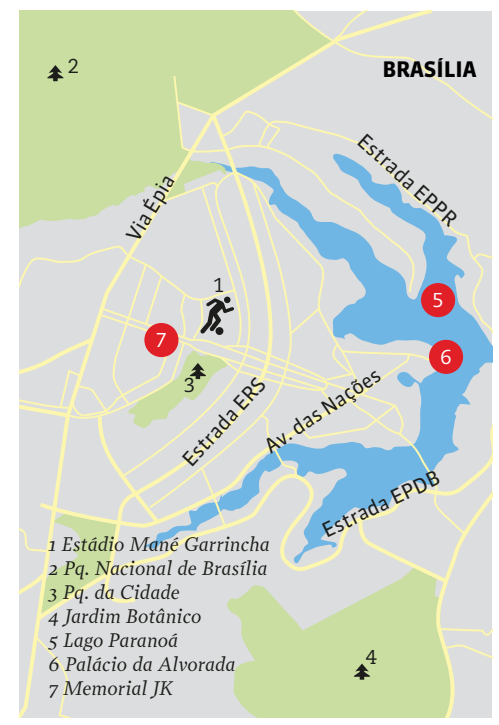 2
BRASÍLIA
Estrada EPPR
Via Épia
1
5
7
6
3
Estrada ERS
Av. das Nações
Estrada EPDB
1 Estádio Mané Garrincha
2 Pq. Nacional de Brasília
3 Pq. da Cidade
4 Jardim Botânico
5 Lago Paranoá
6 Palácio da Alvorada
7 Memorial JK
4